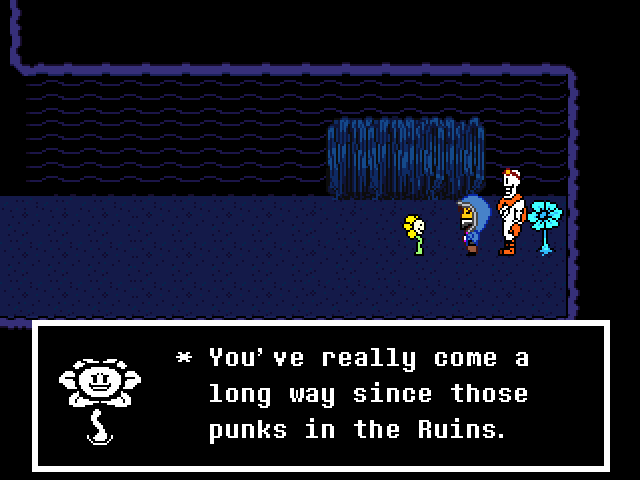 * You've really come a
long way since those
punks in the Ruins.